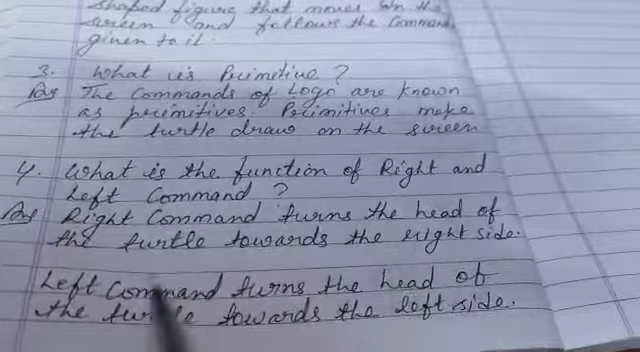 shaped figure that moves on the
screen and follows the Command
given to it.
3. What is Primitive?
Ans The Commands of Logo are known
as primitives. Primitives make
the turtle draw on the screen
4. What is the function of Right and
Left Command?
Ans Right Command turns the head of
the turtle towards the right side.
Left Command turns the head of
the turtle towards the left side.